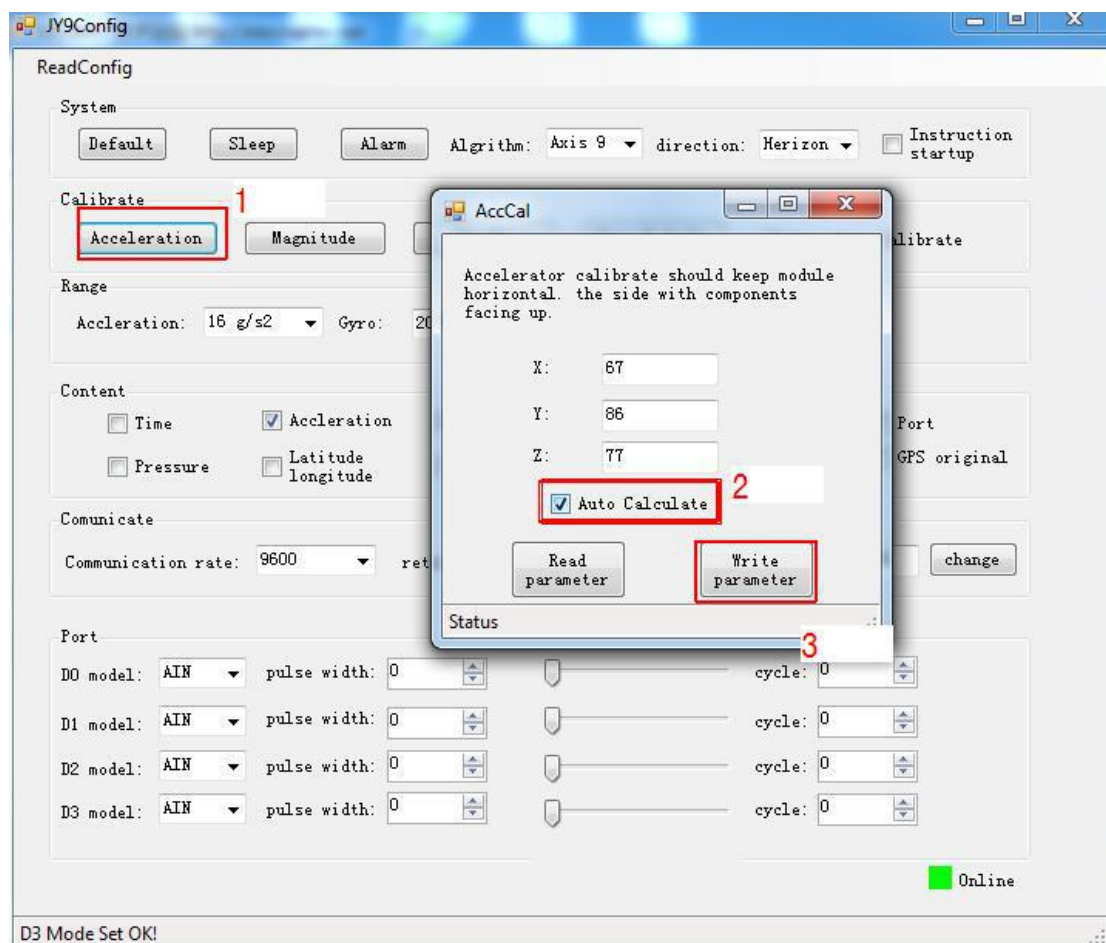 JY9Config
ReadConfig
System
Default Sleep Alarm Algrithm: Axis 9 direction: Herizon Instruction startup
Calibrate
1
Acceleration Magnitude
Range
Accleration: 16 g/s2 Gyro: 20
Content
Time Accleration Port
Pressure Latitude longitude GPS original
Comunicate
Communication rate: 9600 ret change
AccCal
Accelerator calibrate should keep module
horizontal. the side with components
facing up.
X: 67
Y: 86
Z: 77
Auto Calculate 2
Read parameter Write parameter
Status
3
Port
D0 model: AIN pulse width: 0 cycle: 0
D1 model: AIN pulse width: 0 cycle: 0
D2 model: AIN pulse width: 0 cycle: 0
D3 model: AIN pulse width: 0 cycle: 0
Online
D3 Mode Set OK!